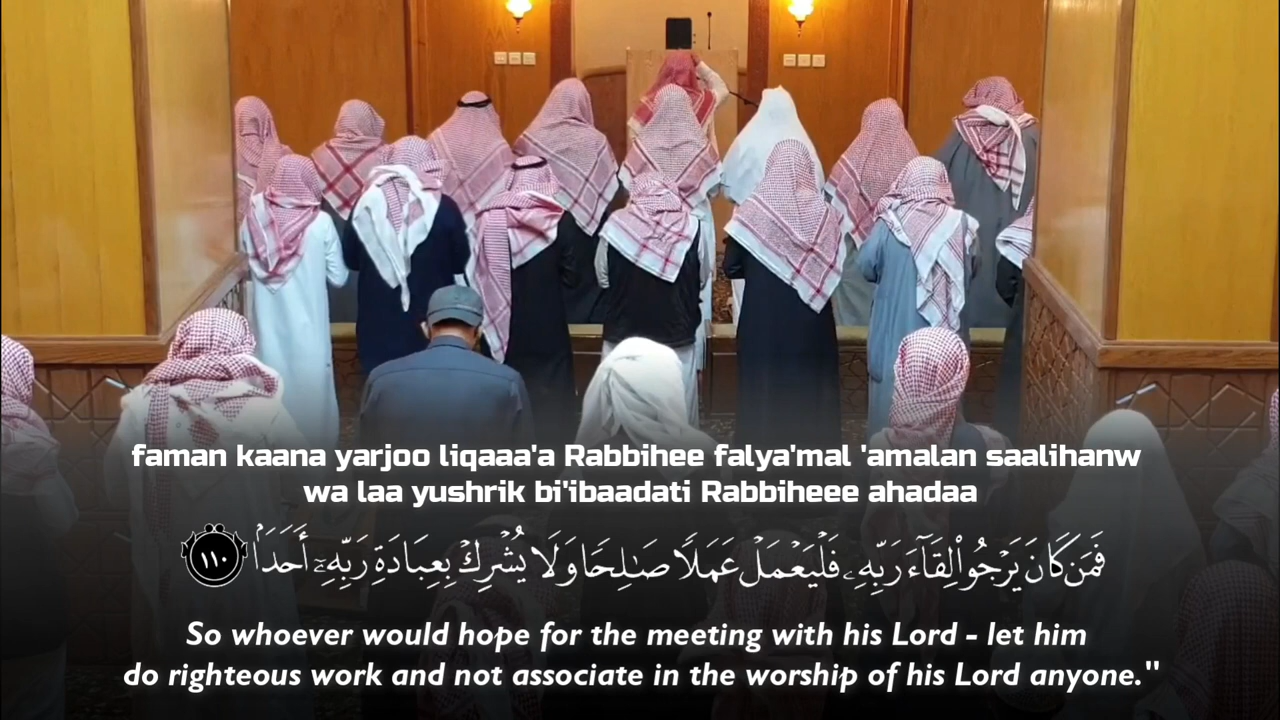 faman kaana yarjoo liqaaa'a Rabbihee falya'mal 'amalan saalihanw
wa laa yushrik bi'ibaadati Rabbiheee ahadaa
فَمَن كَانَ يَرْجُوا۟ لِقَآءَ رَبِّهِۦ فَلْيَعْمَلْ عَمَلًا صَـٰلِحًا وَلَا يُشْرِكْ بِعِبَادَةِ رَبِّهِۦٓ أَحَدًۢا ١١٠
So whoever would hope for the meeting with his Lord - let him
do righteous work and not associate in the worship of his Lord anyone."